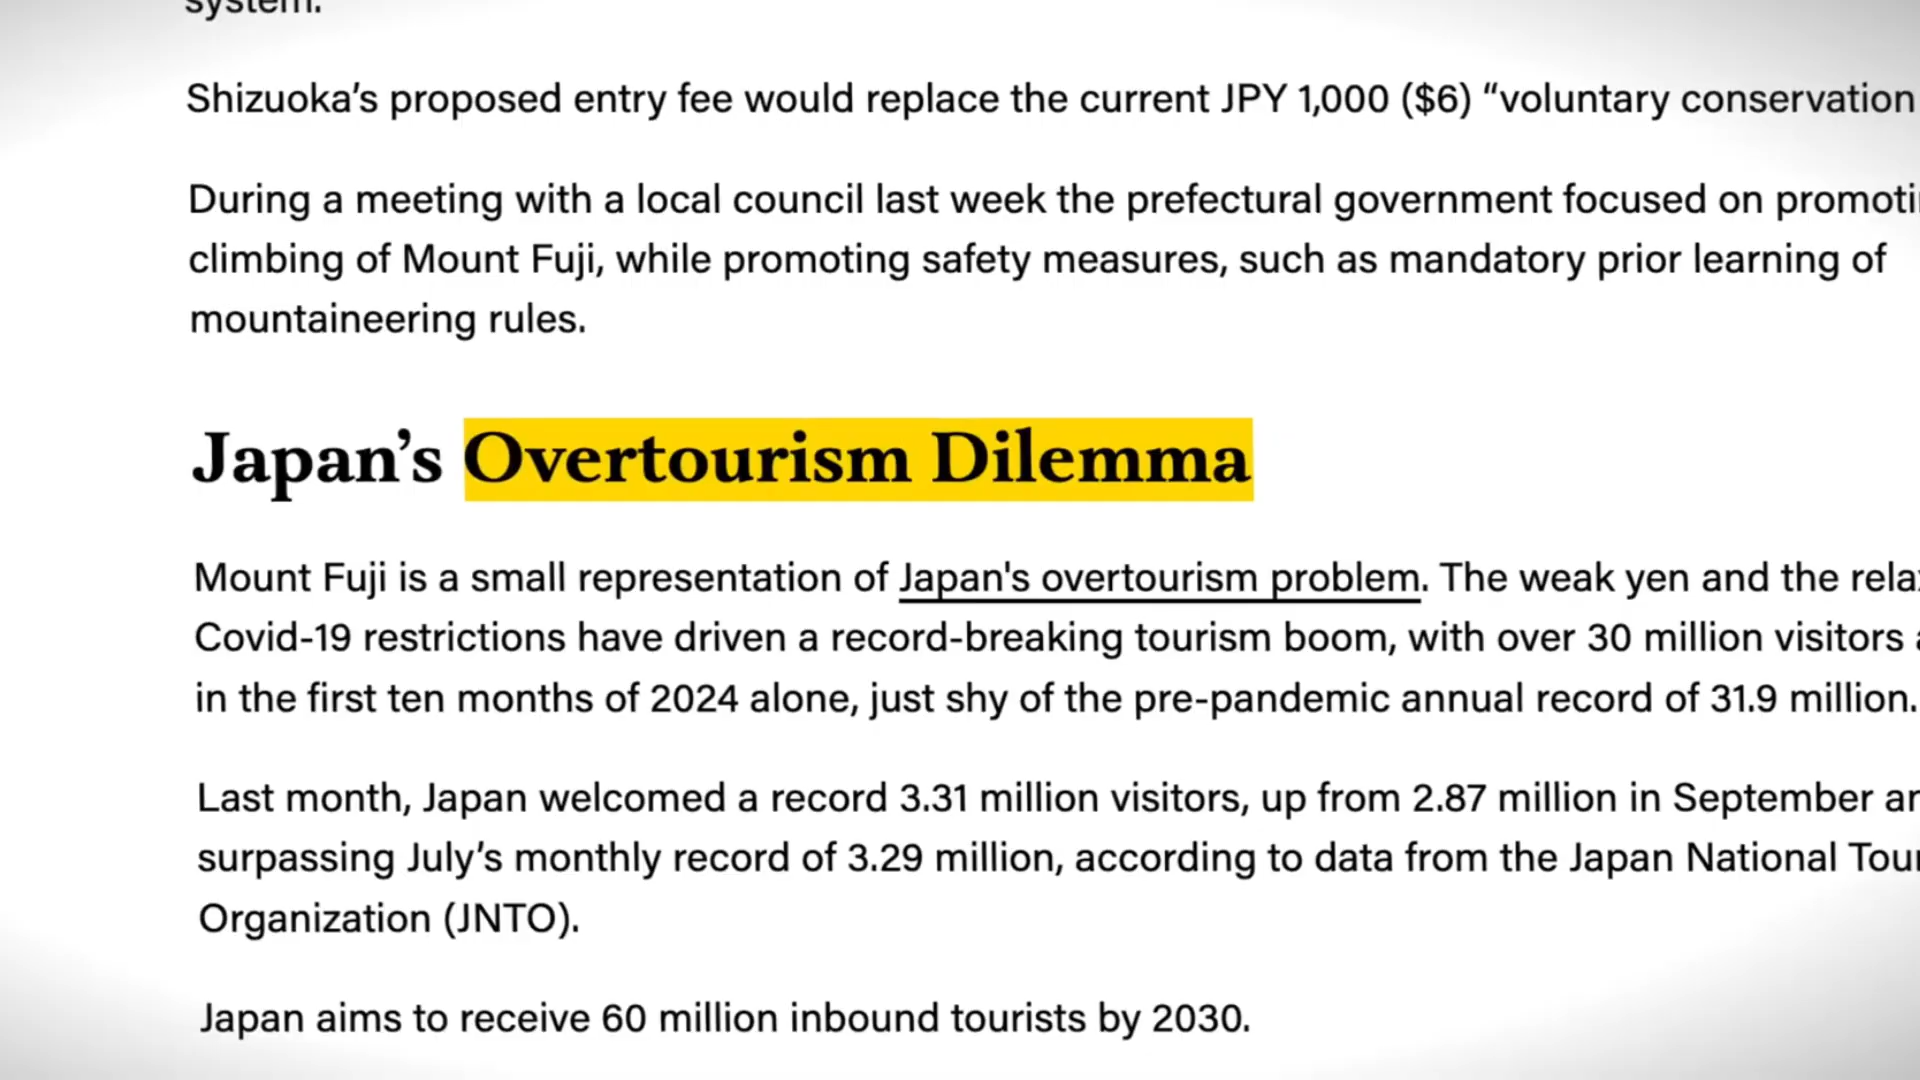 system.
Shizuoka’s proposed entry fee would replace the current JPY 1,000 ($6) “voluntary conservation
During a meeting with a local council last week the prefectural government focused on
climbing of Mount Fuji, while promoting safety measures, such as mandatory prior learning of
mountaineering rules.
Japan’s Overtourism Dilemma
Mount Fuji is a small representation of Japan's overtourism problem. The weak yen and the
Covid-19 restrictions have driven a record-breaking tourism boom, with over 30 million visitors
in the first ten months of 2024 alone, just shy of the pre-pandemic annual record of 31.9 million.
Last month, Japan welcomed a record 3.31 million visitors, up from 2.87 million in September
surpassing July’s monthly record of 3.29 million, according to data from the Japan National
Organization (JNTO).
Japan aims to receive 60 million inbound tourists by 2030.